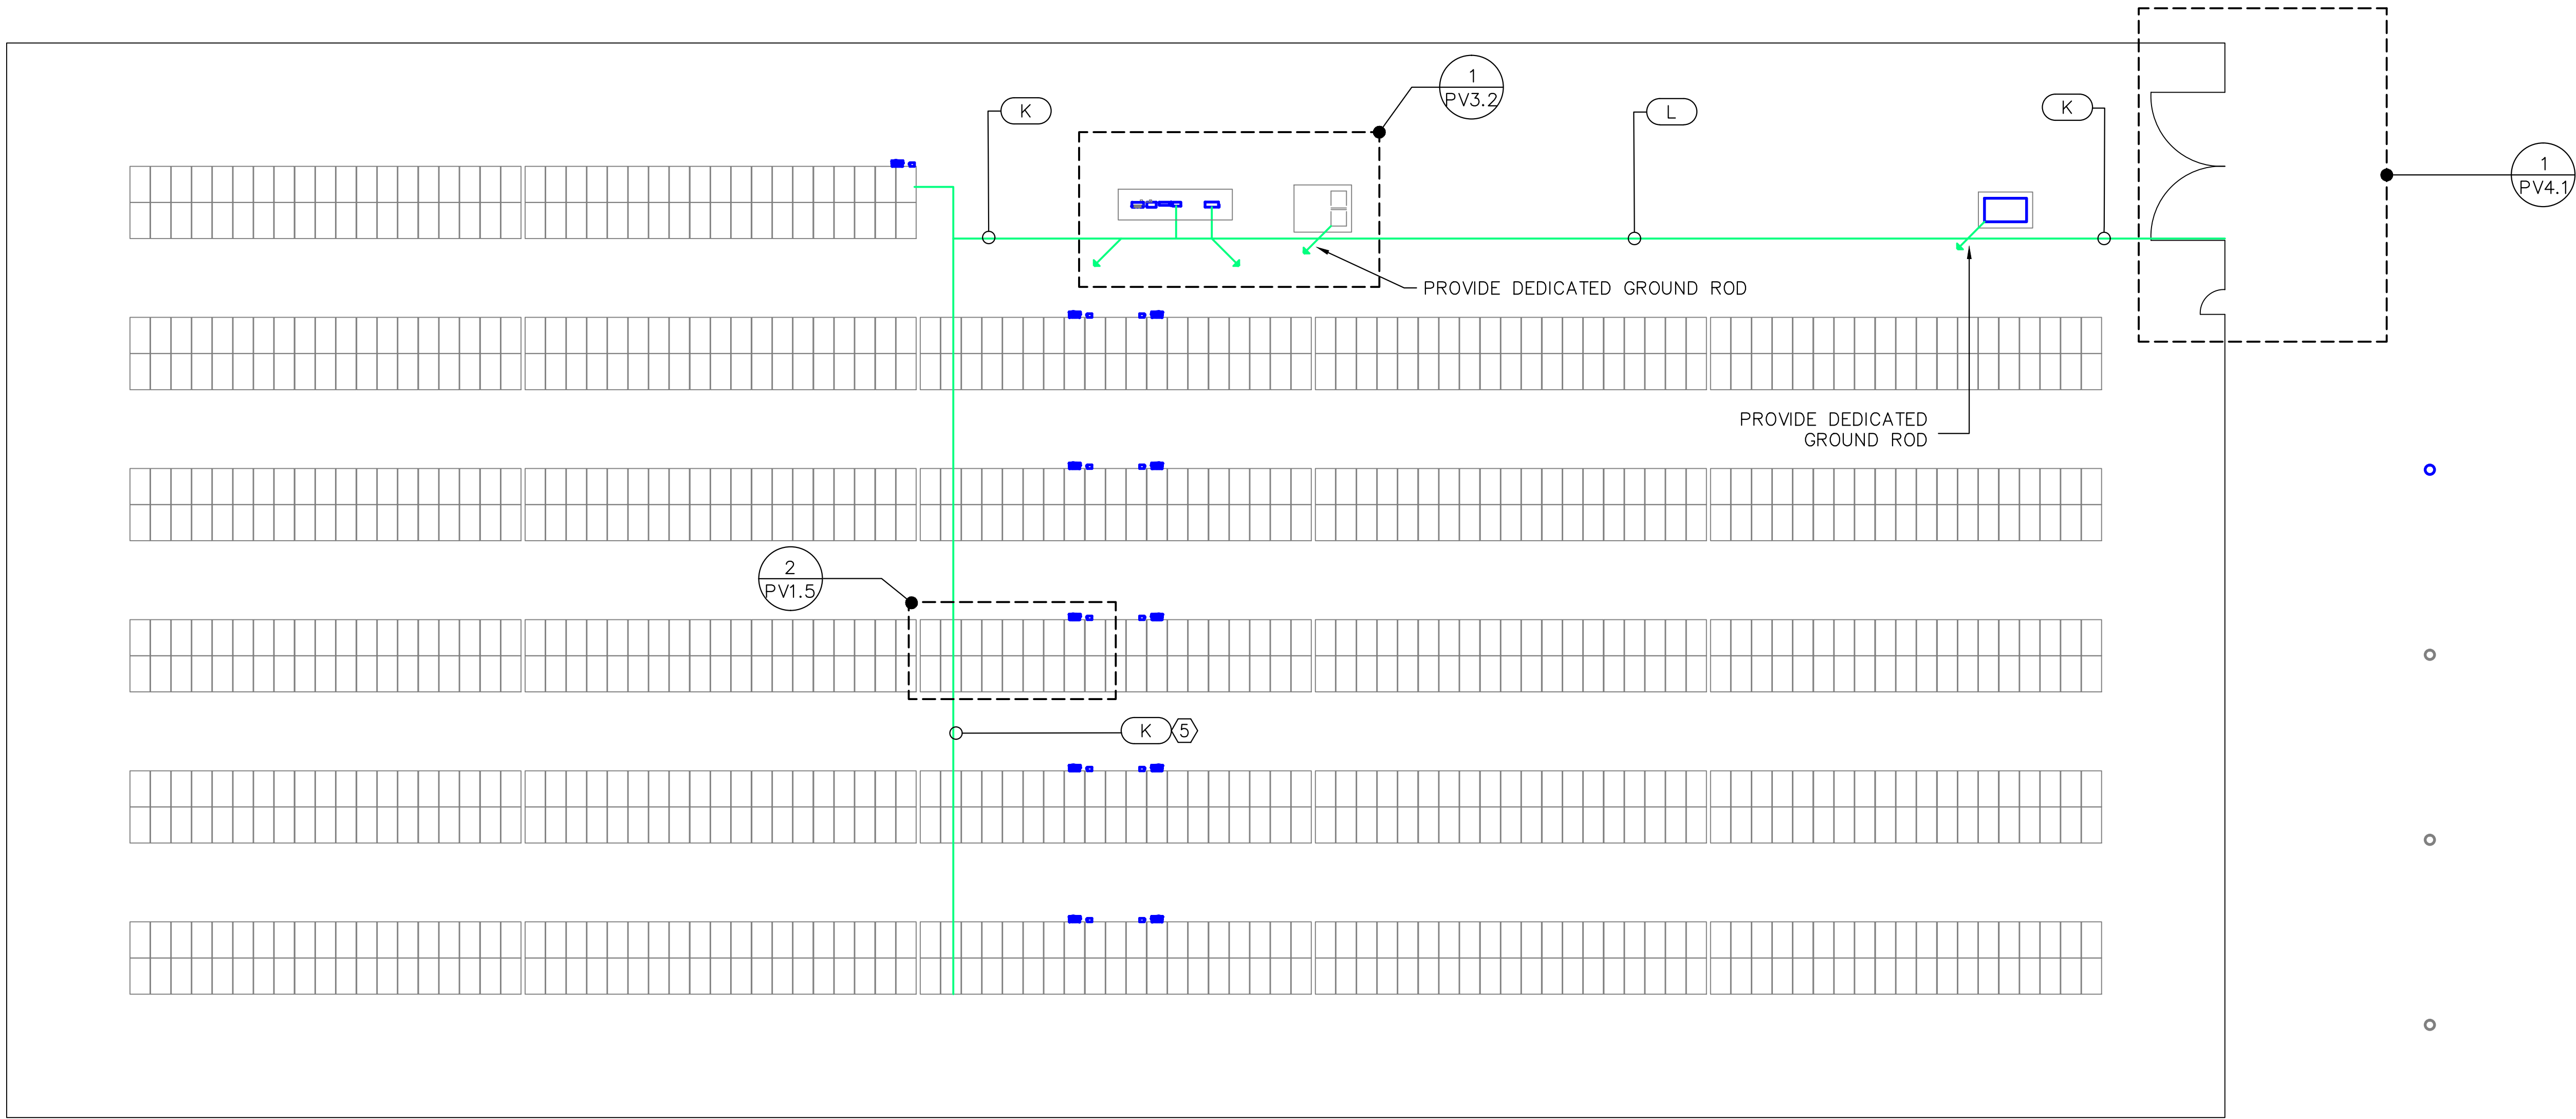 1
PV3.2
K
L
K
1
PV4.1
PROVIDE DEDICATED GROUND ROD
PROVIDE DEDICATED
GROUND ROD
2
PV1.5
K
5